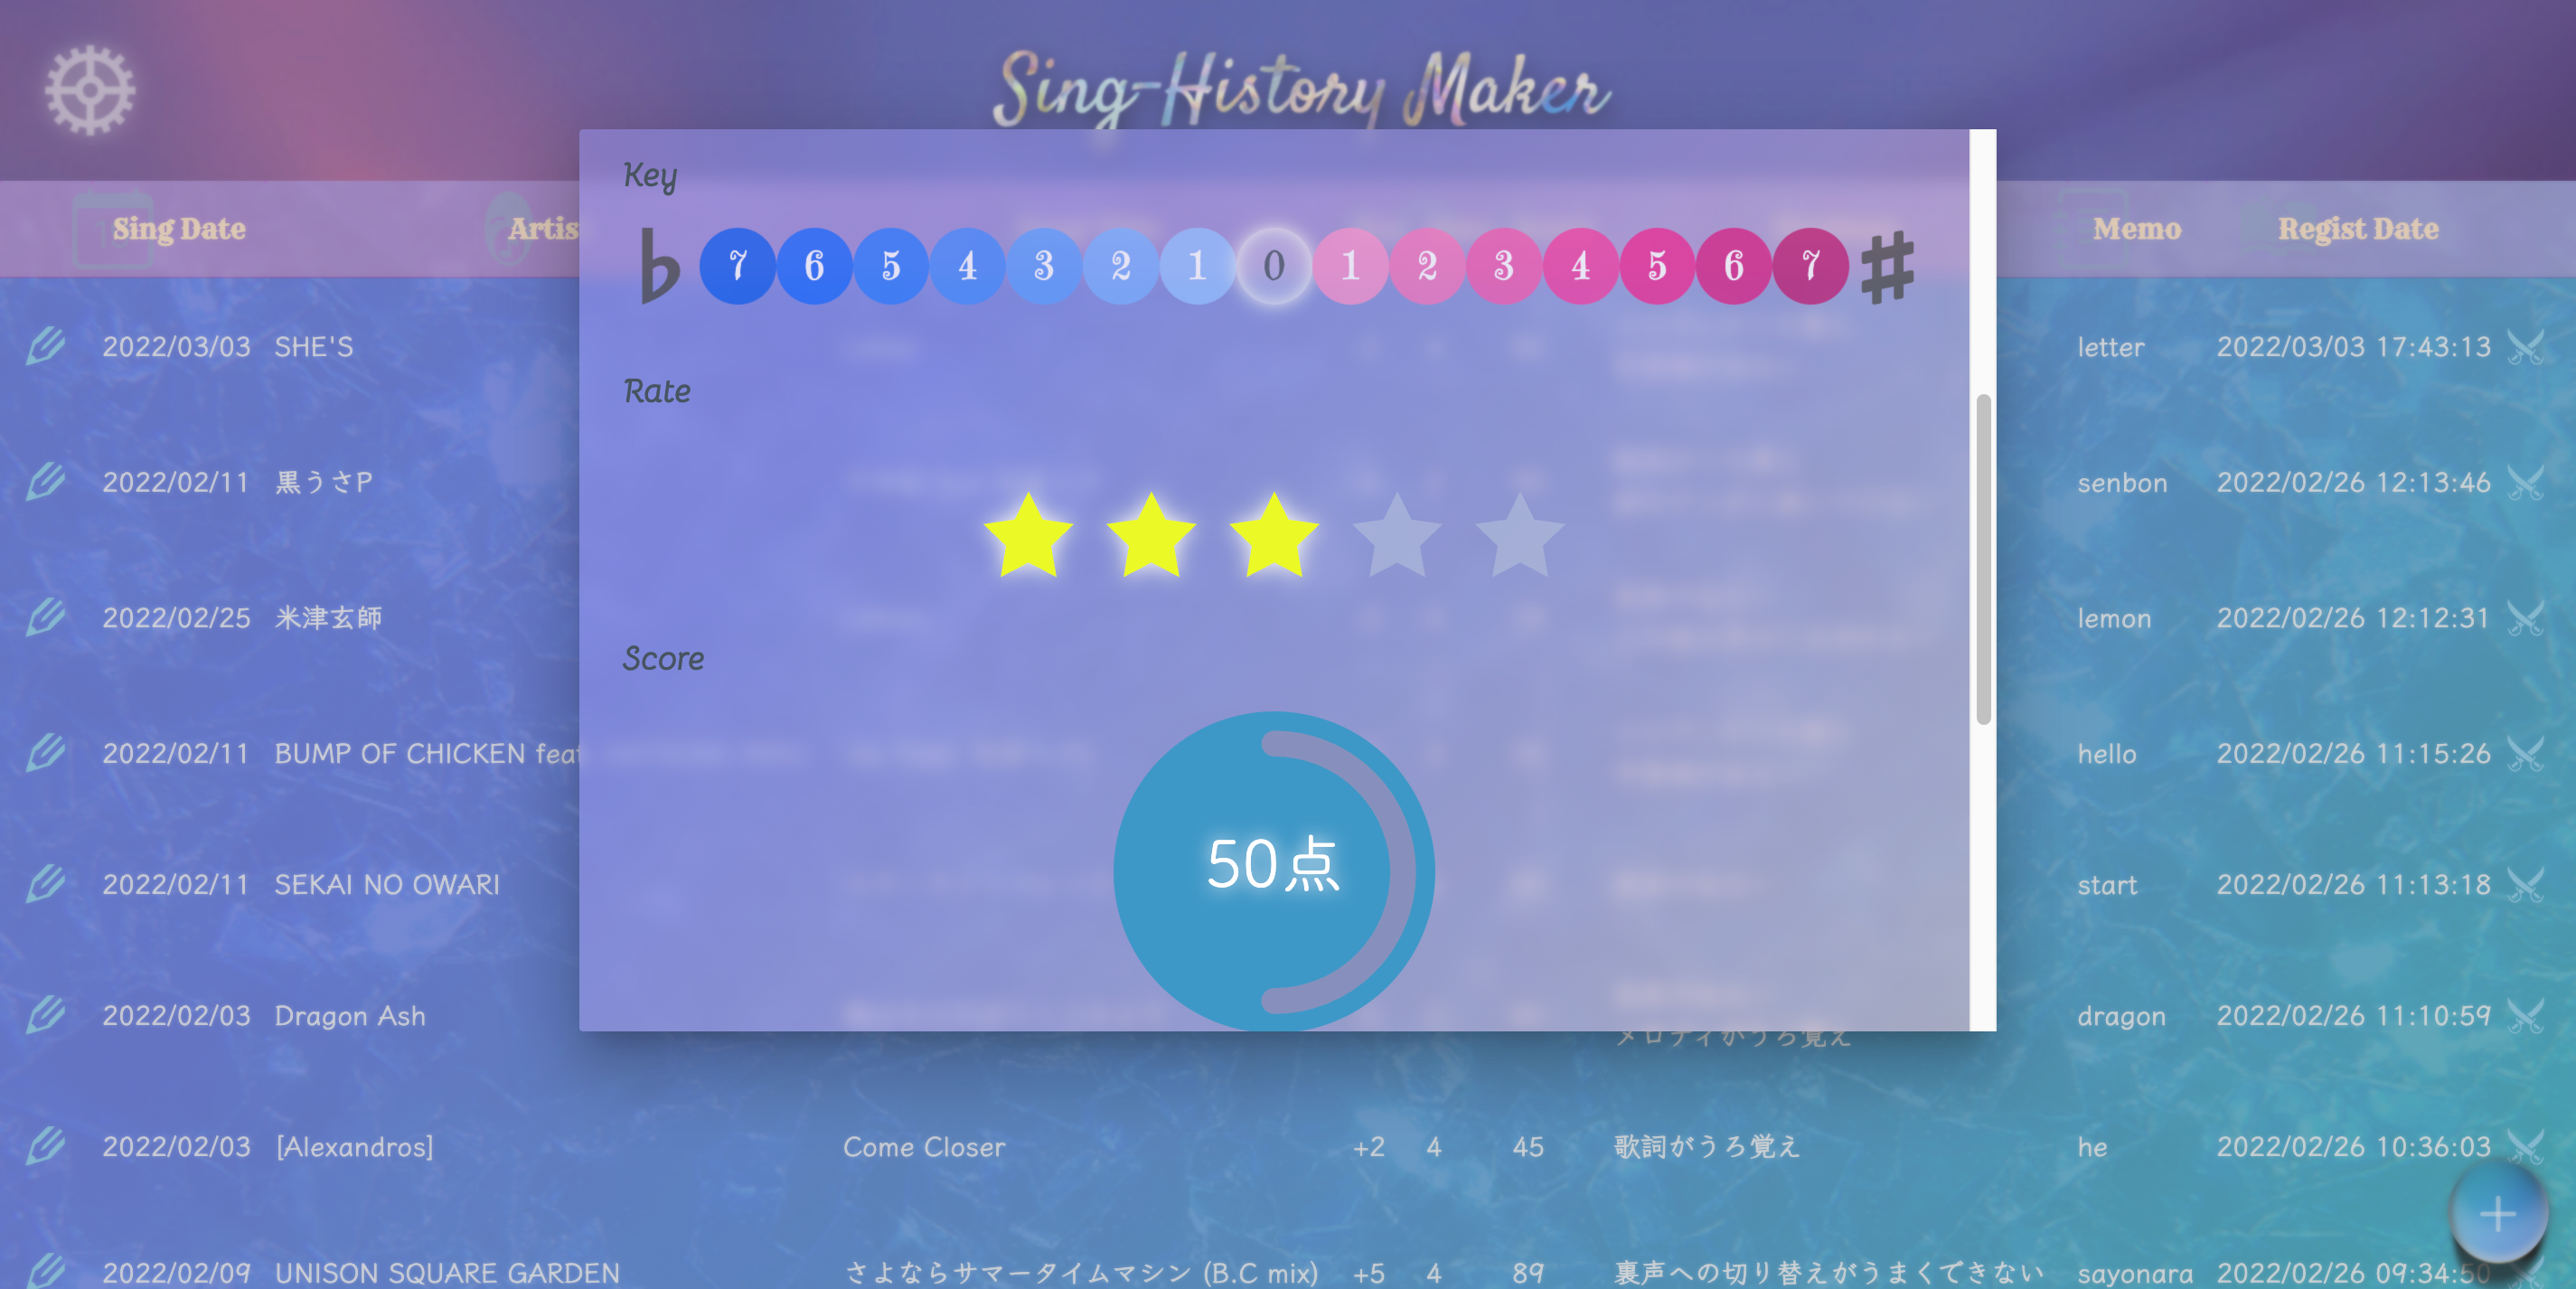 Sing-History Maker
Sing Date
Artis
Memo
Regist Date
Key
♭ 7 6 5 4 3 2 1 0 1 2 3 4 5 6 7 #
2022/03/03 SHE'S
letter 2022/03/03 17:43:13
Rate
2022/02/11 黒うさP
senbon 2022/02/26 12:13:46
2022/02/25 米津玄師
lemon 2022/02/26 12:12:31
Score
2022/02/11 BUMP OF CHICKEN feat
hello 2022/02/26 11:15:26
50点
2022/02/11 SEKAI NO OWARI
start 2022/02/26 11:13:18
2022/02/03 Dragon Ash
dragon 2022/02/26 11:10:59
メロディがうろ覚え
2022/02/03 [Alexandros] Come Closer +2 4 45 歌詞がうろ覚え he 2022/02/26 10:36:03
2022/02/09 UNISON SQUARE GARDEN さよならサマータイムマシン (B.C mix) +5 4 89 裏声への切り替えがうまくできない sayonara 2022/02/26 09:34:50